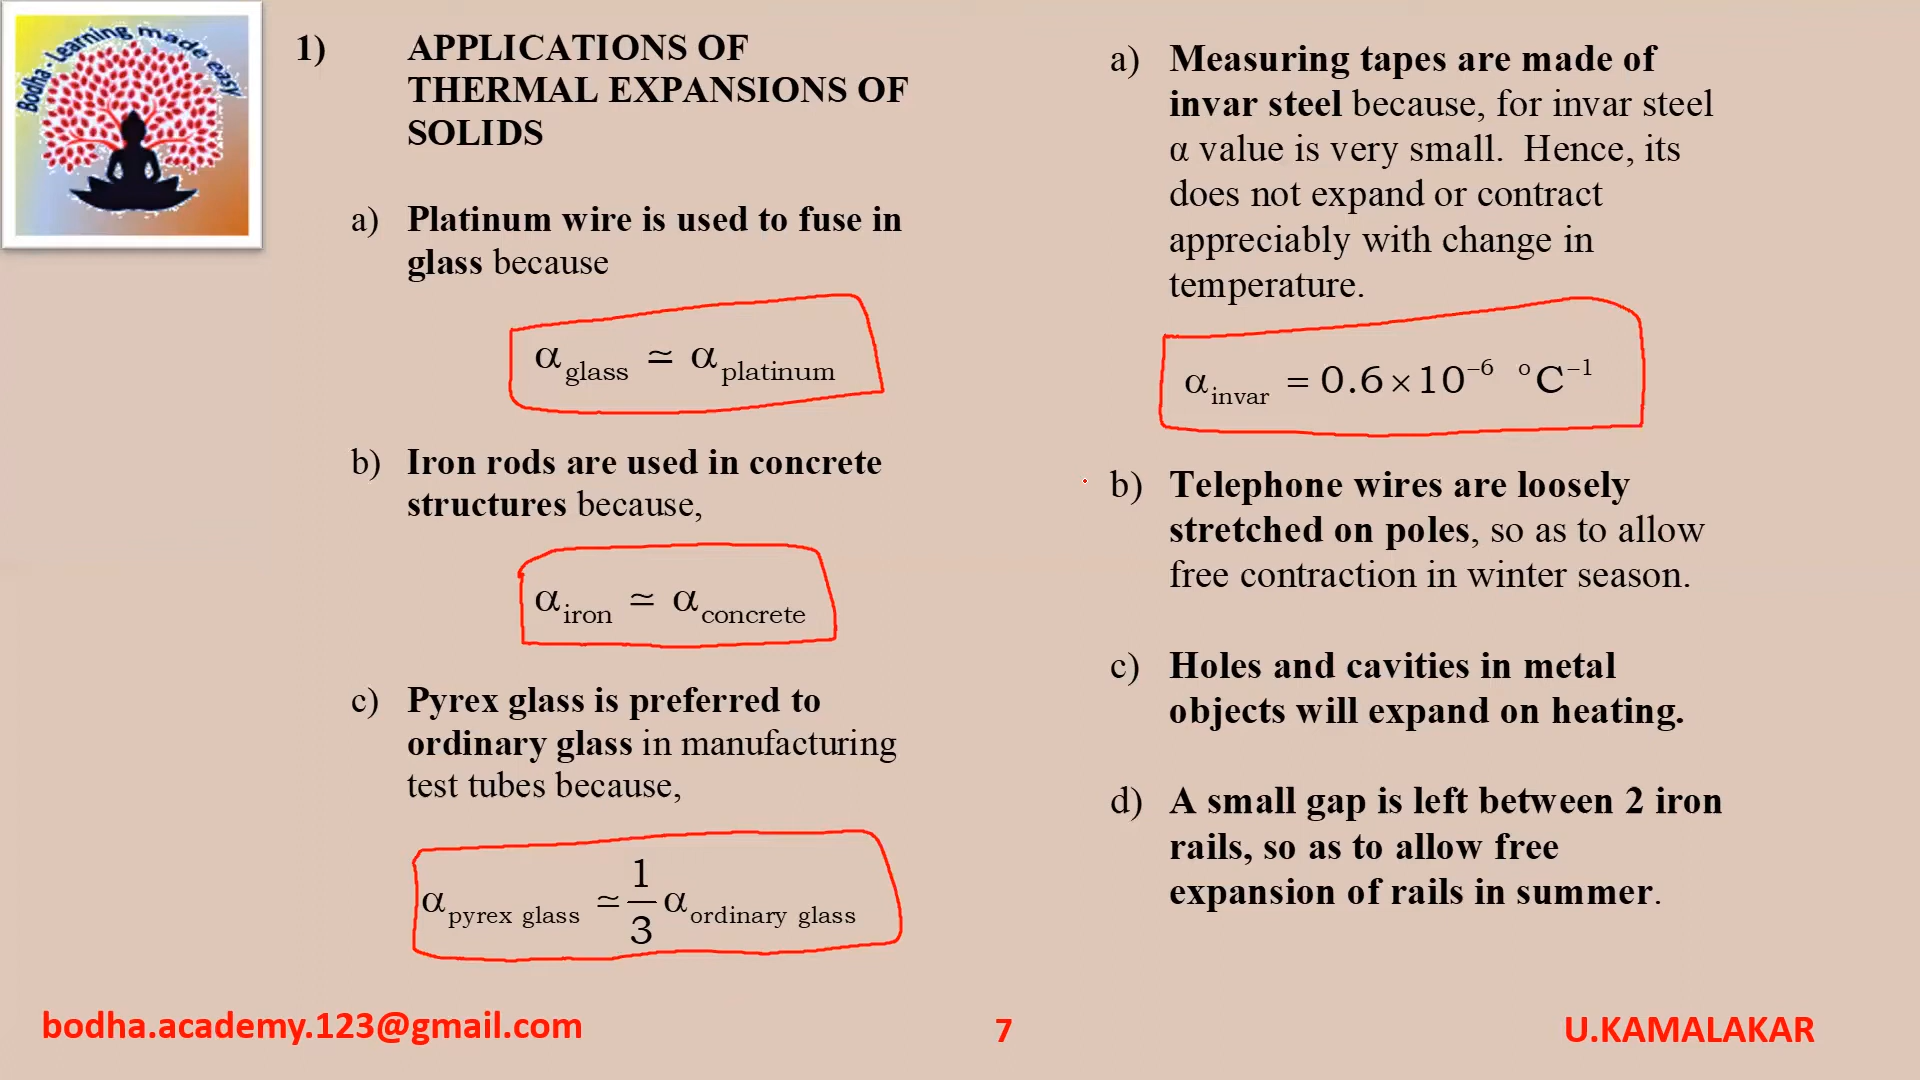 Bodha - Learning made easy
1) APPLICATIONS OF
THERMAL EXPANSIONS OF
SOLIDS
a) Platinum wire is used to fuse in
glass because
α glass ≃ α platinum
b) Iron rods are used in concrete
structures because,
α iron ≃ α concrete
c) Pyrex glass is preferred to
ordinary glass in manufacturing
test tubes because,
α pyrex glass ≃ 1/3 α ordinary glass
a) Measuring tapes are made of
invar steel because, for invar steel
α value is very small. Hence, its
does not expand or contract
appreciably with change in
temperature.
α invar = 0.6×10⁻⁶ °C⁻¹
b) Telephone wires are loosely
stretched on poles, so as to allow
free contraction in winter season.
c) Holes and cavities in metal
objects will expand on heating.
d) A small gap is left between 2 iron
rails, so as to allow free
expansion of rails in summer.
bodha.academy.123@gmail.com
7
U.KAMALAKAR